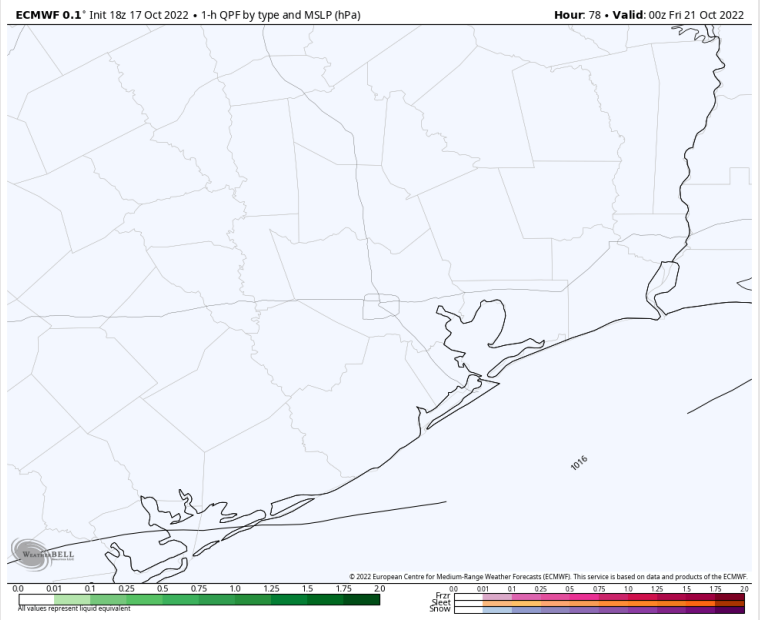 ECMWF 0.1° Init 18z 17 Oct 2022 • 1-h QPF by type and MSLP (hPa)
Hour: 78 • Valid: 00z Fri 21 Oct 2022
1016
WeatherBELL
© 2022 European Centre for Medium-Range Weather Forecasts (ECMWF). This service is based on data and products of the ECMWF.
0.0 0.01 0.1 0.25 0.5 0.75 1.0 1.25 1.5 1.75 2.0
All values represent liquid equivalent
0.0 0.01 0.1 0.25 0.5 0.75 1.0 1.25 1.5 1.75 2.0
Frzr
Sleet
Snow